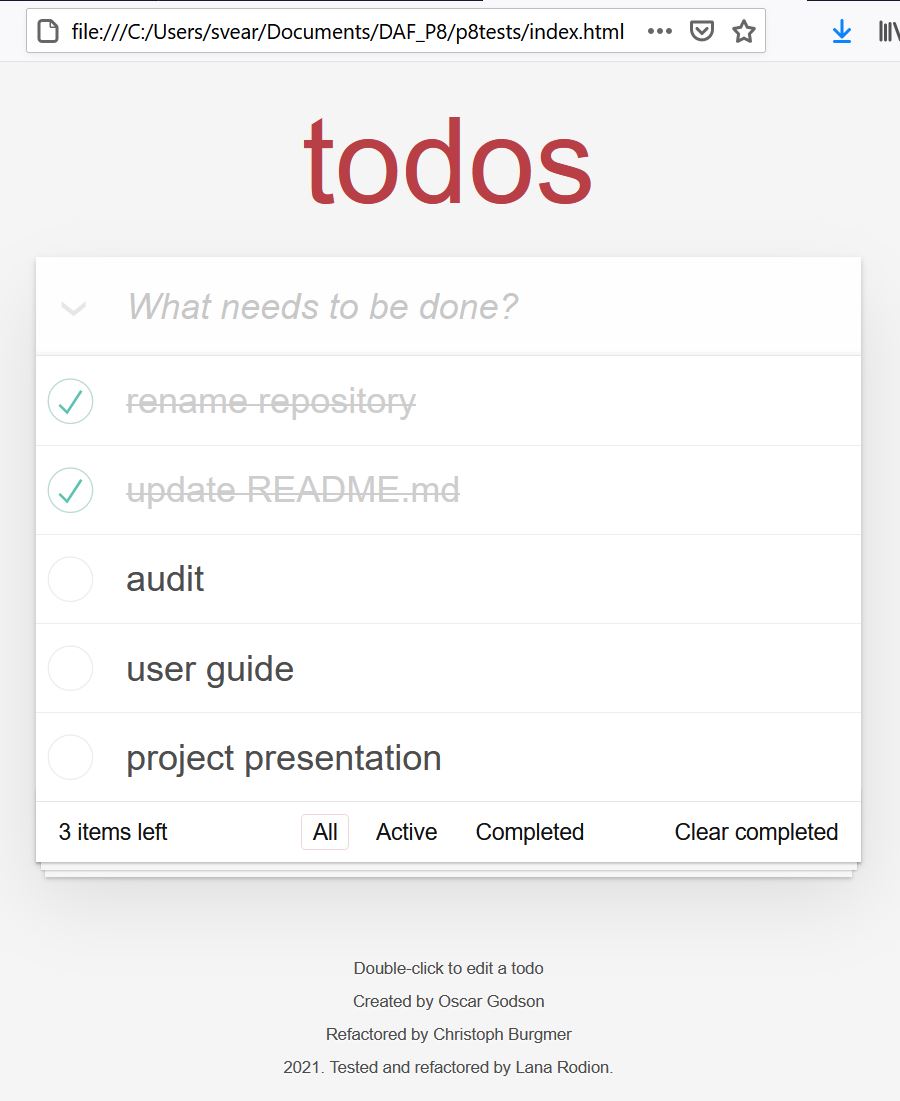 file:///C:/Users/svear/Documents/DAF_P8/p8tests/index.html
todos
What needs to be done?
rename repository
update README.md
audit
user guide
project presentation
3 items left All Active Completed Clear completed
Double-click to edit a todo
Created by Oscar Godson
Refactored by Christoph Burgmer
2021. Tested and refactored by Lana Rodion.